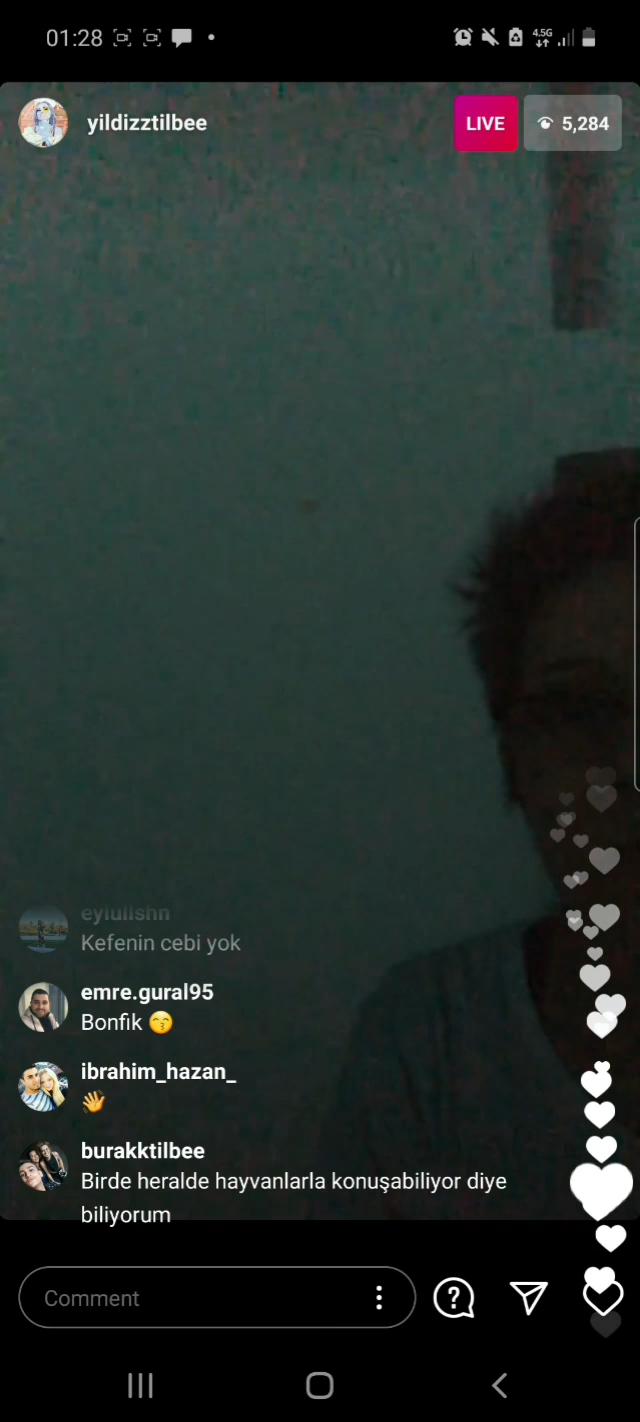 01:28
4.5G
yildizztilbee
LIVE
5,284
eylullshn
Kefenin cebi yok
emre.gural95
Bonfik 😙
ibrahim_hazan_
👋
burakktilbee
Birde heralde hayvanlarla konuşabiliyor diye
biliyorum
Comment